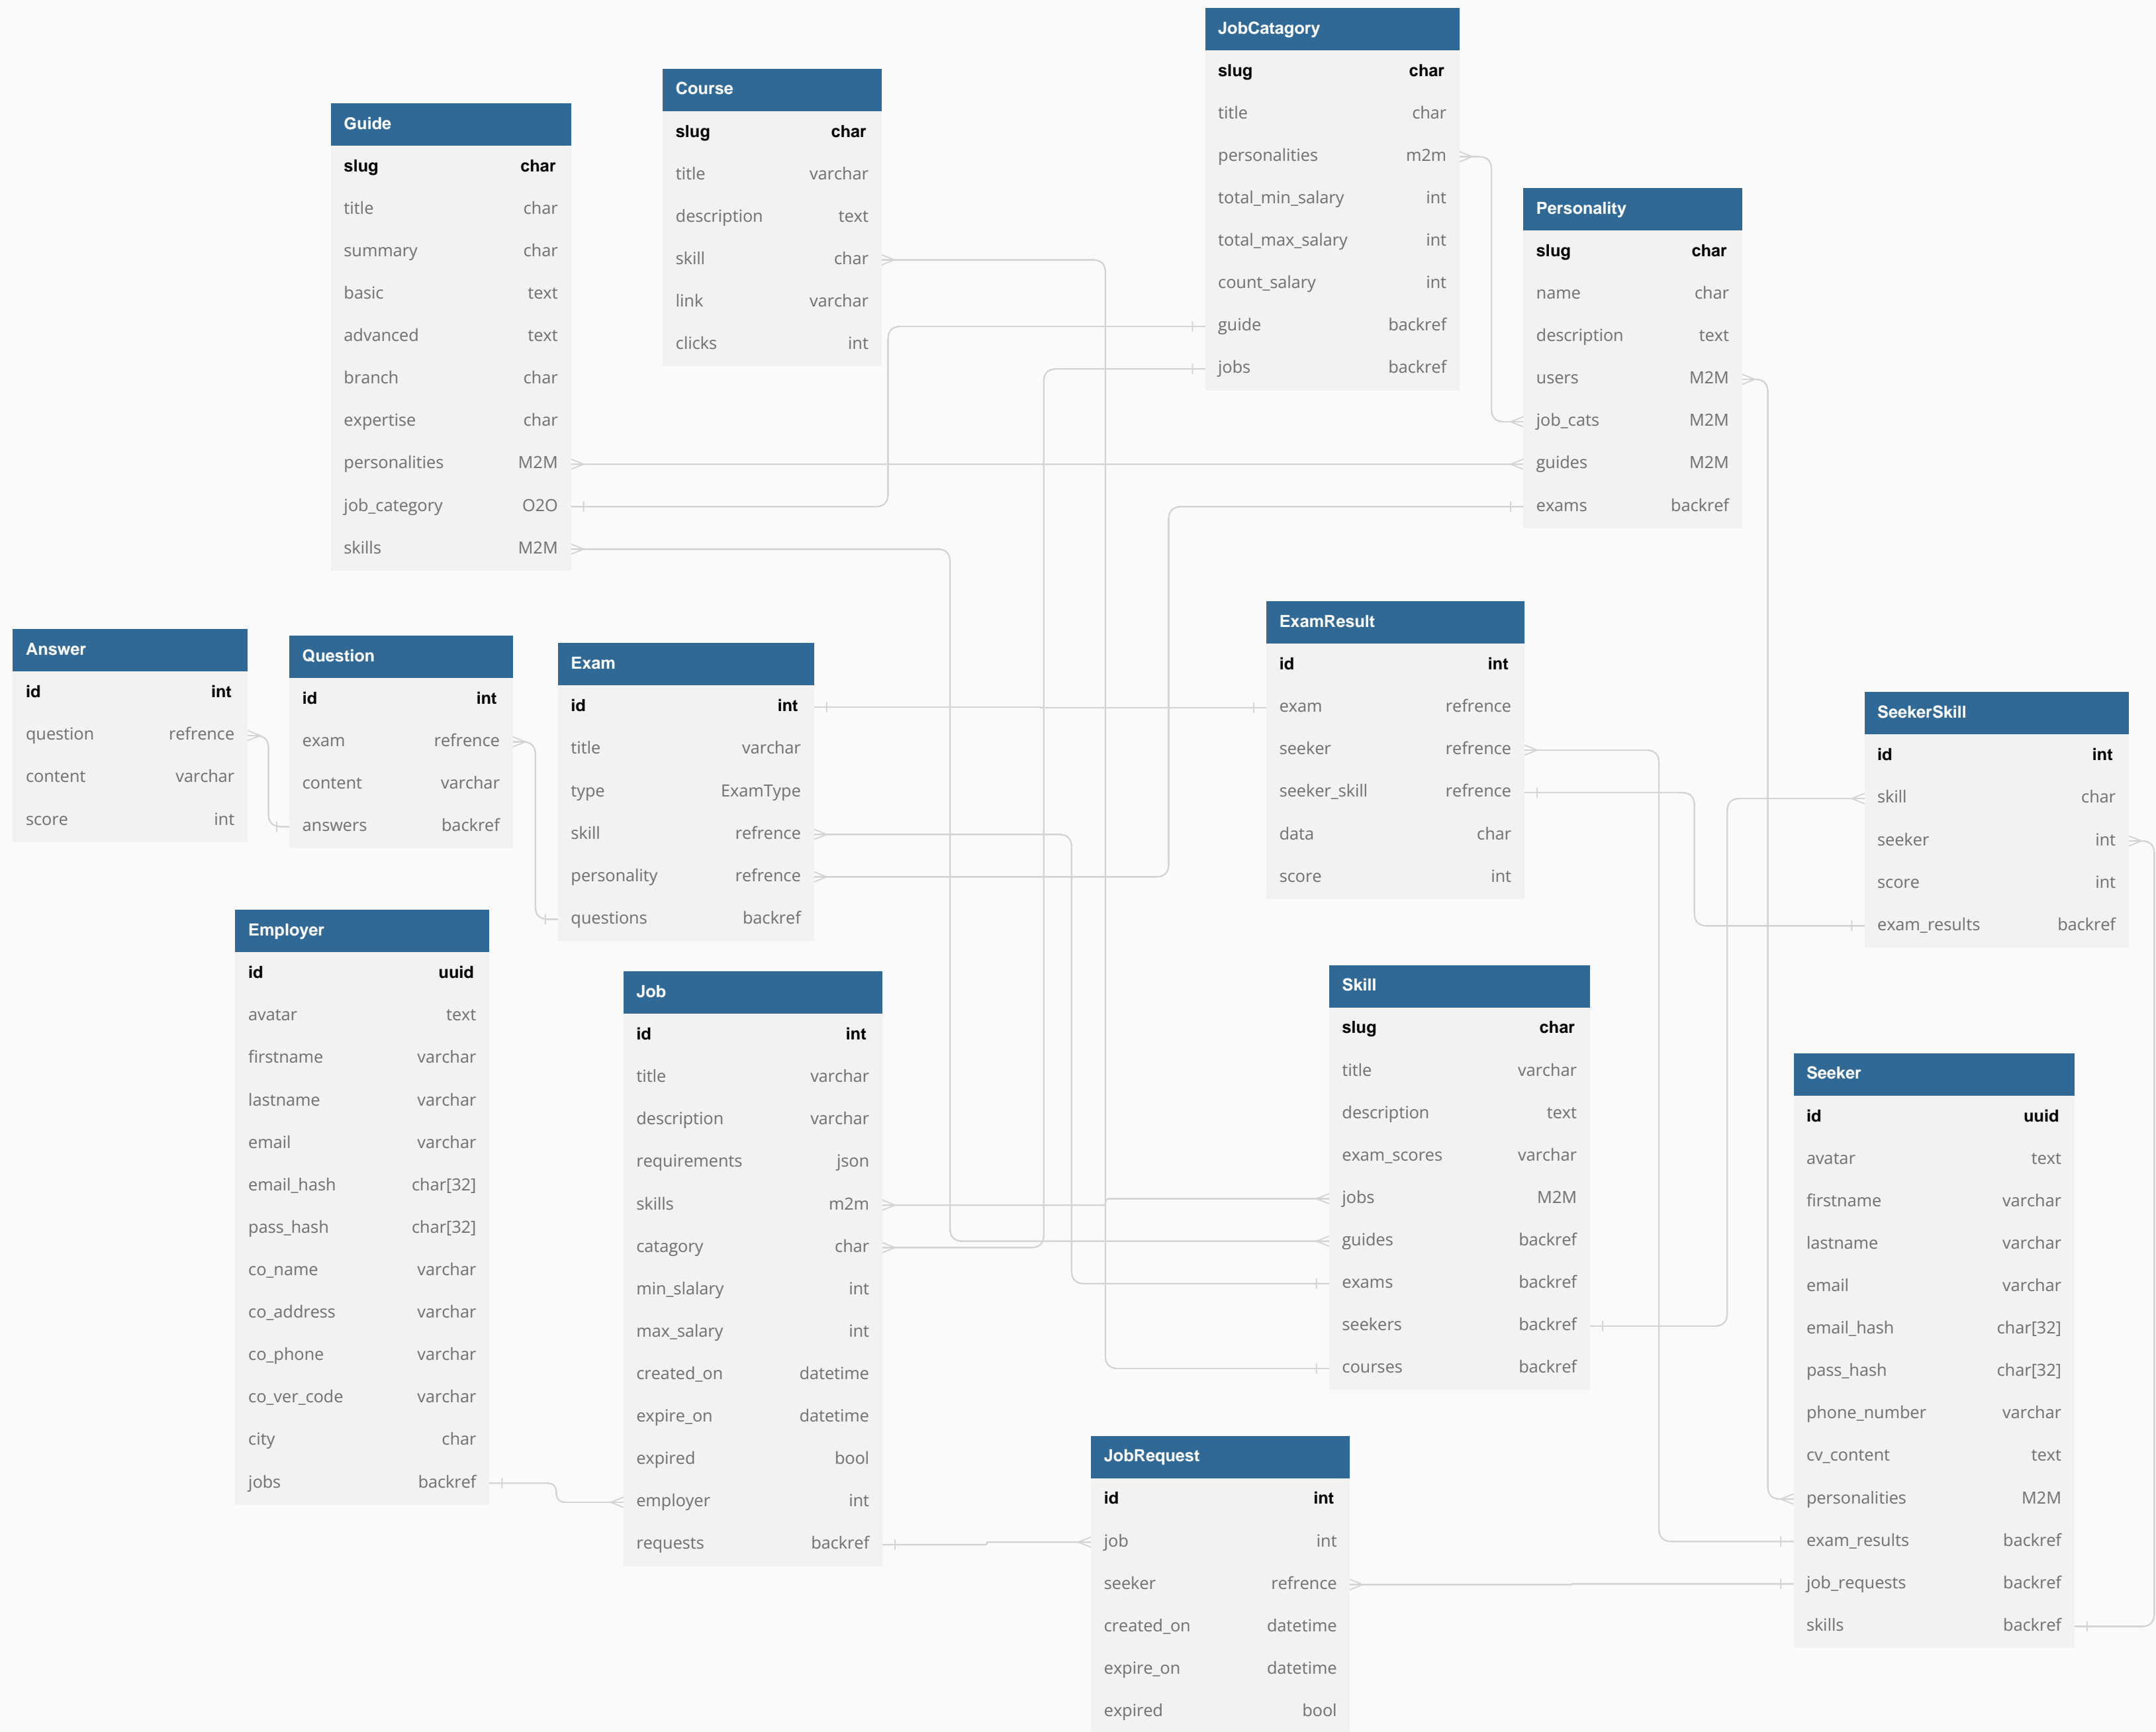 JobCatagory
slug char
title char
personalities m2m
total_min_salary int
total_max_salary int
count_salary int
guide backref
jobs backref
Course
slug char
title varchar
description text
skill char
link varchar
clicks int
Guide
slug char
title char
summary char
basic text
advanced text
branch char
expertise char
personalities M2M
job_category O2O
skills M2M
Personality
slug char
name char
description text
users M2M
job_cats M2M
guides M2M
exams backref
Answer
id int
question refrence
content varchar
score int
Question
id int
exam refrence
content varchar
answers backref
Exam
id int
title varchar
type ExamType
skill refrence
personality refrence
questions backref
ExamResult
id int
exam refrence
seeker refrence
seeker_skill refrence
data char
score int
SeekerSkill
id int
skill char
seeker int
score int
exam_results backref
Employer
id uuid
avatar text
firstname varchar
lastname varchar
email varchar
email_hash char[32]
pass_hash char[32]
co_name varchar
co_address varchar
co_phone varchar
co_ver_code varchar
city char
jobs backref
Job
id int
title varchar
description varchar
requirements json
skills m2m
catagory char
min_slalary int
max_salary int
created_on datetime
expire_on datetime
expired bool
employer int
requests backref
Skill
slug char
title varchar
description text
exam_scores varchar
jobs M2M
guides backref
exams backref
seekers backref
courses backref
Seeker
id uuid
avatar text
firstname varchar
lastname varchar
email varchar
email_hash char[32]
pass_hash char[32]
phone_number varchar
cv_content text
personalities M2M
exam_results backref
job_requests backref
skills backref
JobRequest
id int
job int
seeker refrence
created_on datetime
expire_on datetime
expired bool